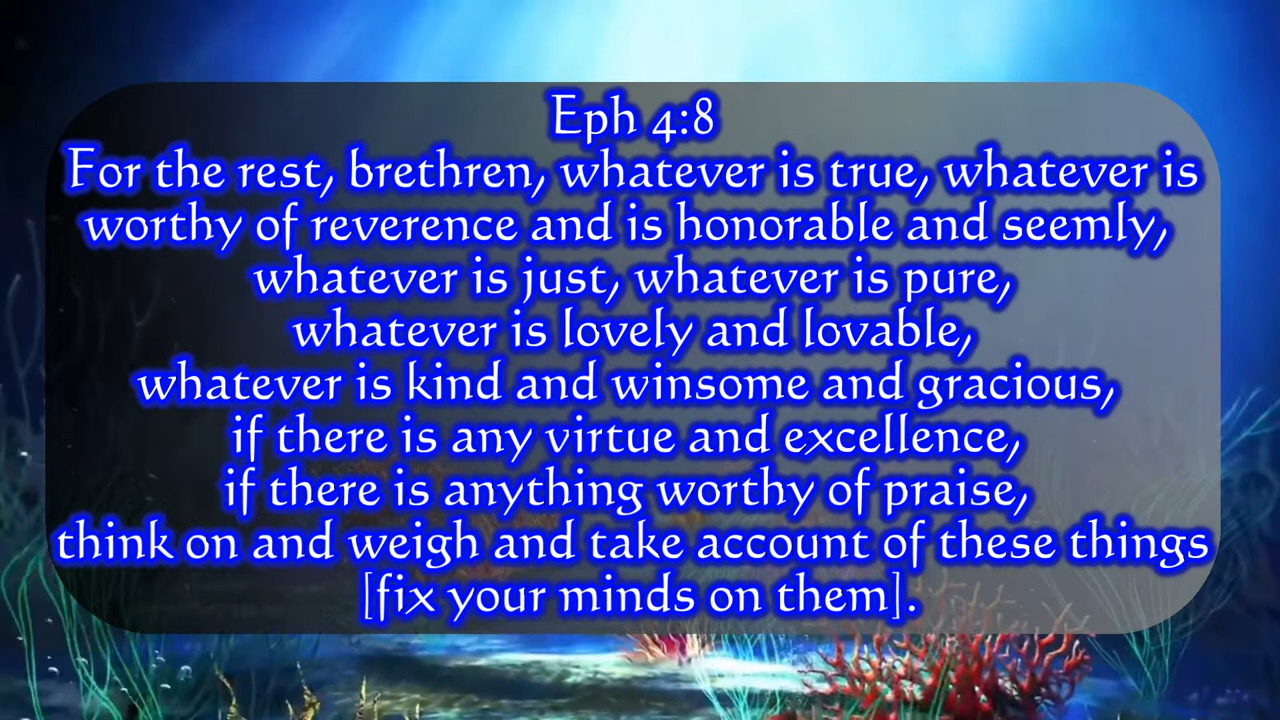 Eph 4:8
For the rest, brethren, whatever is true, whatever is
worthy of reverence and is honorable and seemly,
whatever is just, whatever is pure,
whatever is lovely and lovable,
whatever is kind and winsome and gracious,
if there is any virtue and excellence,
if there is anything worthy of praise,
think on and weigh and take account of these things
[fix your minds on them].